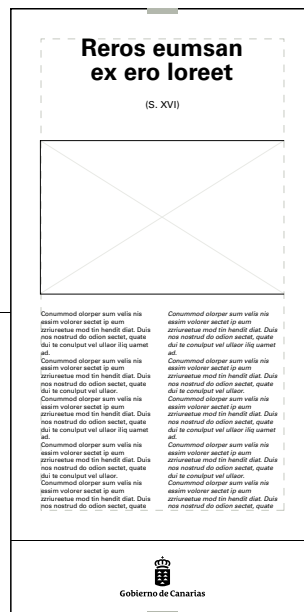 Reros eumsan
ex ero loreet
(S. XVI)
Conummod olorper sum velis nis
essim volorer sectet ip eum
zzriureetue mod tin hendit diat. Duis
nos nostrud do odion sectet, quate
dui te conulput vel ullaor iliq uamet
ad.
Conummod olorper sum velis nis
essim volorer sectet ip eum
zzriureetue mod tin hendit diat. Duis
nos nostrud do odion sectet, quate
dui te conulput vel ullaor.
Conummod olorper sum velis nis
essim volorer sectet ip eum
zzriureetue mod tin hendit diat. Duis
nos nostrud do odion sectet, quate
dui te conulput vel ullaor iliq uamet
ad.
Conummod olorper sum velis nis
essim volorer sectet ip eum
zzriureetue mod tin hendit diat. Duis
nos nostrud do odion sectet, quate
dui te conulput vel ullaor.
Conummod olorper sum velis nis
essim volorer sectet ip eum
zzriureetue mod tin hendit diat. Duis
nos nostrud do odion sectet, quate
Conummod olorper sum velis nis
essim volorer sectet ip eum
zzriureetue mod tin hendit diat. Duis
nos nostrud do odion sectet, quate
dui te conulput vel ullaor iliq uamet
ad.
Conummod olorper sum velis nis
essim volorer sectet ip eum
zzriureetue mod tin hendit diat. Duis
nos nostrud do odion sectet, quate
dui te conulput vel ullaor.
Conummod olorper sum velis nis
essim volorer sectet ip eum
zzriureetue mod tin hendit diat. Duis
nos nostrud do odion sectet, quate
dui te conulput vel ullaor iliq uamet
ad.
Conummod olorper sum velis nis
essim volorer sectet ip eum
zzriureetue mod tin hendit diat. Duis
nos nostrud do odion sectet, quate
dui te conulput vel ullaor.
Conummod olorper sum velis nis
essim volorer sectet ip eum
zzriureetue mod tin hendit diat. Duis
nos nostrud do odion sectet, quate
Gobierno de Canarias